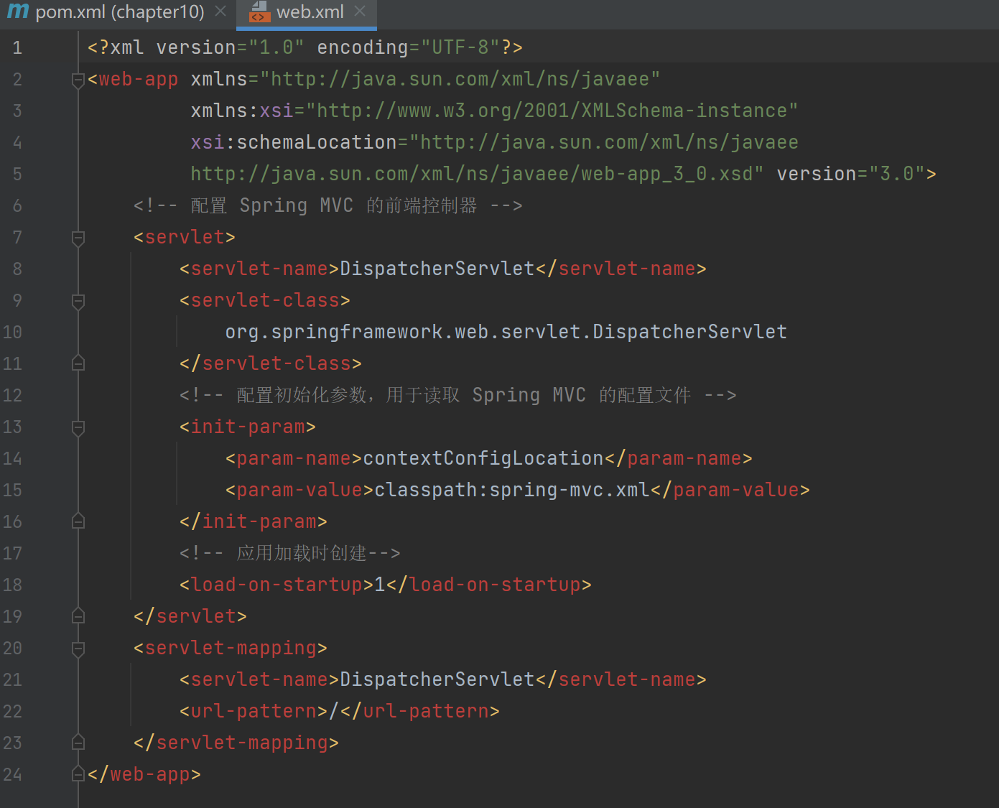 pom.xml (chapter10)
web.xml
1 <?xml version="1.0" encoding="UTF-8"?>
2 <web-app xmlns="http://java.sun.com/xml/ns/javaee"
3 xmlns:xsi="http://www.w3.org/2001/XMLSchema-instance"
4 xsi:schemaLocation="http://java.sun.com/xml/ns/javaee
5 http://java.sun.com/xml/ns/javaee/web-app_3_0.xsd" version="3.0">
6 <!-- 配置 Spring MVC 的前端控制器 -->
7 <servlet>
8 <servlet-name>DispatcherServlet</servlet-name>
9 <servlet-class>
10 org.springframework.web.servlet.DispatcherServlet
11 </servlet-class>
12 <!-- 配置初始化参数，用于读取 Spring MVC 的配置文件 -->
13 <init-param>
14 <param-name>contextConfigLocation</param-name>
15 <param-value>classpath:spring-mvc.xml</param-value>
16 </init-param>
17 <!-- 应用加载时创建-->
18 <load-on-startup>1</load-on-startup>
19 </servlet>
20 <servlet-mapping>
21 <servlet-name>DispatcherServlet</servlet-name>
22 <url-pattern>/</url-pattern>
23 </servlet-mapping>
24 </web-app>